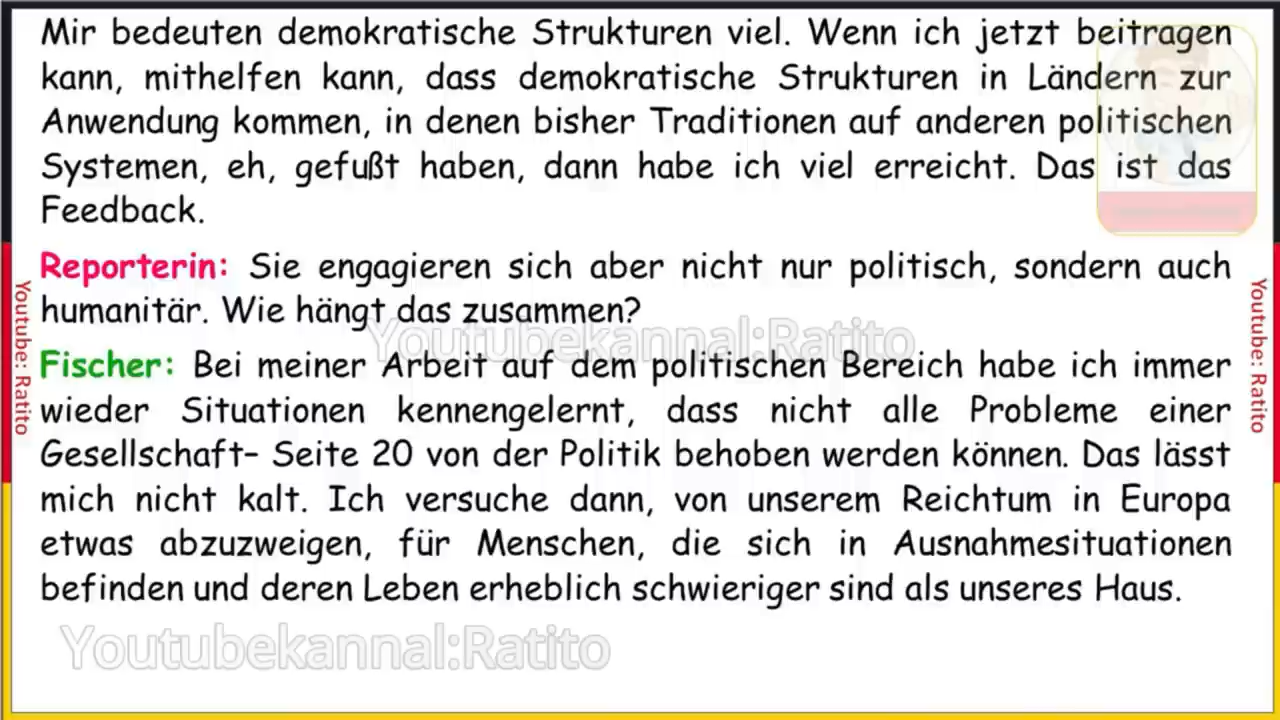 Mir bedeuten demokratische Strukturen viel. Wenn ich jetzt beitragen
kann, mithelfen kann, dass demokratische Strukturen in Ländern zur
Anwendung kommen, in denen bisher Traditionen auf anderen politischen
Systemen, eh, gefußt haben, dann habe ich viel erreicht. Das ist das
Feedback.
Reporterin: Sie engagieren sich aber nicht nur politisch, sondern auch
humanitär. Wie hängt das zusammen?
Youtubekannal:Ratito
Fischer: Bei meiner Arbeit auf dem politischen Bereich habe ich immer
wieder Situationen kennengelernt, dass nicht alle Probleme einer
Gesellschaft– Seite 20 von der Politik behoben werden können. Das lässt
mich nicht kalt. Ich versuche dann, von unserem Reichtum in Europa
etwas abzuzweigen, für Menschen, die sich in Ausnahmesituationen
befinden und deren Leben erheblich schwieriger sind als unseres Haus.
Youtubekannal:Ratito
Youtube: Ratito
Youtube: Ratito